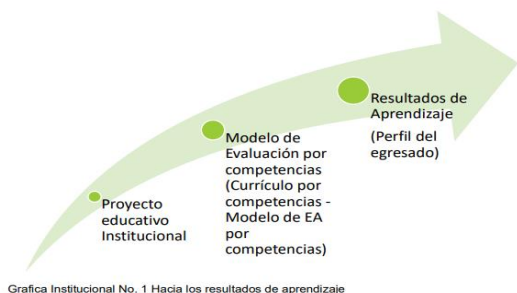 Resultados de
Aprendizaje
(Perfil del
egresado)
Modelo de
Evaluación por
competencias
(Currículo por
competencias -
Modelo de EA
por
competencias)
Proyecto
educativo
Institucional
Grafica Institucional No. 1 Hacia los resultados de aprendizaje